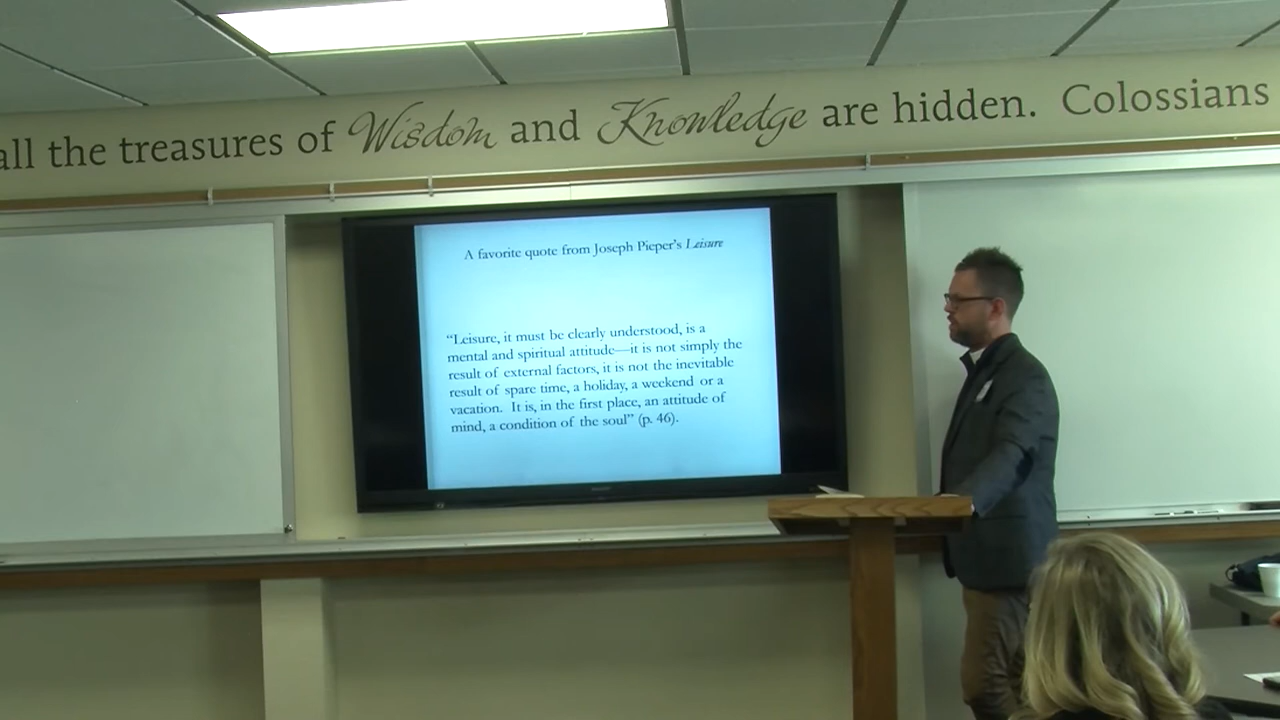 all the treasures of Wisdom and Knowledge are hidden. Colossians
A favorite quote from Joseph Pieper's Leisure
“Leisure, it must be clearly understood, is a
mental and spiritual attitude—it is not simply the
result of external factors, it is not the inevitable
result of spare time, a holiday, a weekend or a
vacation. It is, in the first place, an attitude of
mind, a condition of the soul” (p. 46).